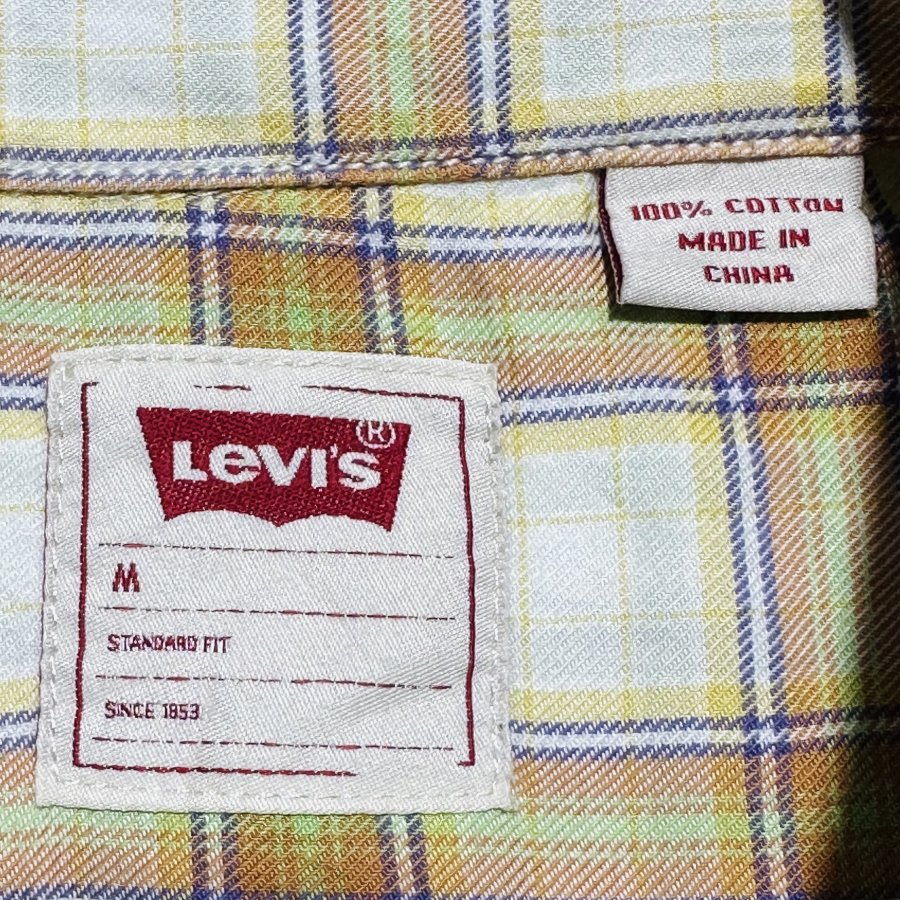 100% COTTON
MADE IN
CHINA
Levi's®
M
STANDARD FIT
SINCE 1853